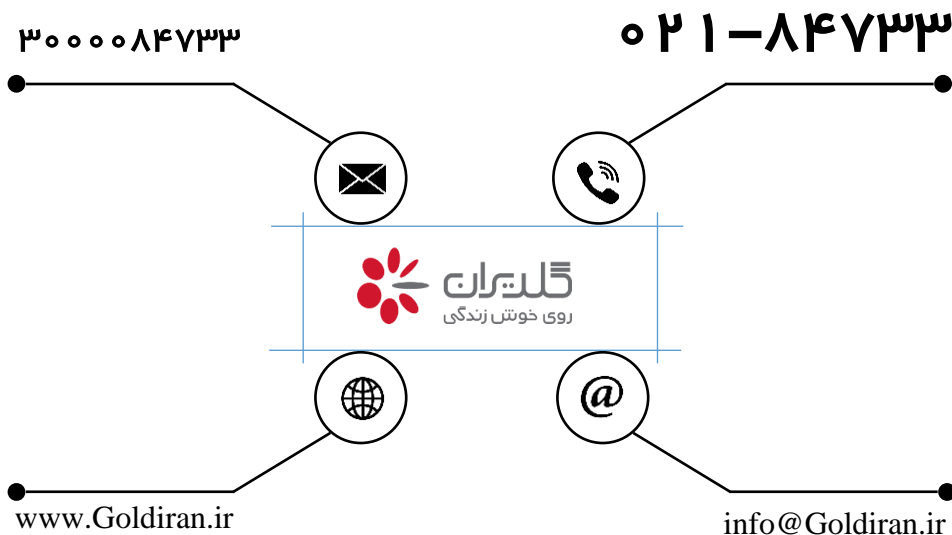 ۳۰۰۰۰۸۴۷۳۳
۰۲۱-۸۴۷۳۳
گلدیران
روی خوش زندگی
@
www.Goldiran.ir
info@Goldiran.ir